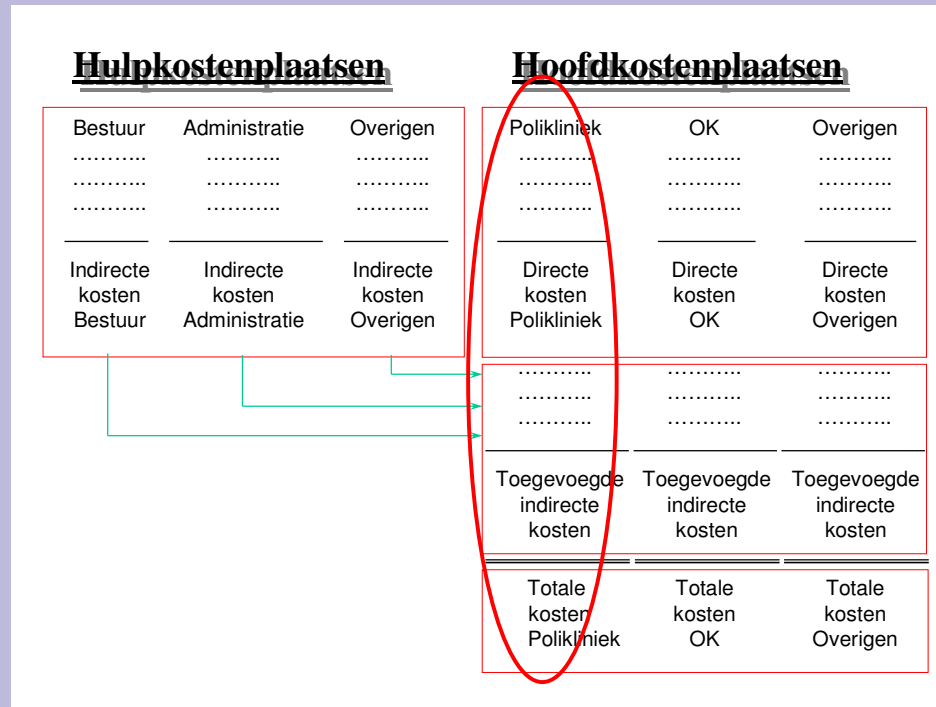 Hulpkostenplaatsen Hoofdkostenplaatsen
Bestuur Administratie Overigen Polikliniek OK Overigen
……….. ……….. ……….. ……….. ……….. ………..
……….. ……….. ……….. ……….. ……….. ………..
……….. ……….. ……….. ……….. ……….. ………..
Indirecte Indirecte Indirecte Directe Directe Directe
kosten kosten kosten kosten kosten kosten
Bestuur Administratie Overigen Polikliniek OK Overigen
……….. ……….. ………..
……….. ……….. ………..
……….. ……….. ………..
Toegevoegde Toegevoegde Toegevoegde
indirecte indirecte indirecte
kosten kosten kosten
Totale Totale Totale
kosten kosten kosten
Polikliniek OK Overigen